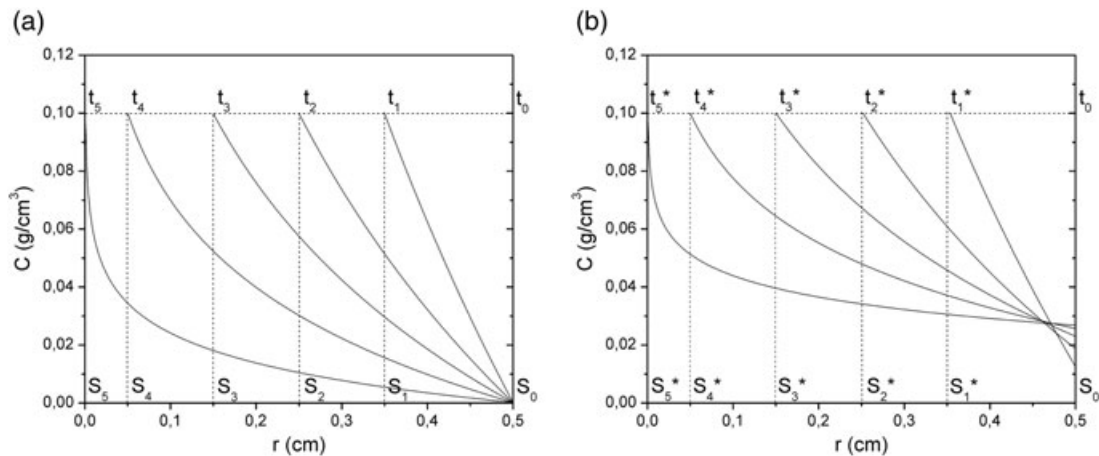 (a)
0,12
t₅ t₄ t₃ t₂ t₁ t₀
0,10
0,08
0,06
0,04
0,02
0,00
C (g/cm³)
S₅ S₄ S₃ S₂ S₁ S₀
0,0 0,1 0,2 0,3 0,4 0,5
r (cm)
(b)
0,12
t₅* t₄* t₃* t₂* t₁* t₀
0,10
0,08
0,06
0,04
0,02
0,00
C (g/cm³)
S₅* S₄* S₃* S₂* S₁* S₀
0,0 0,1 0,2 0,3 0,4 0,5
r (cm)